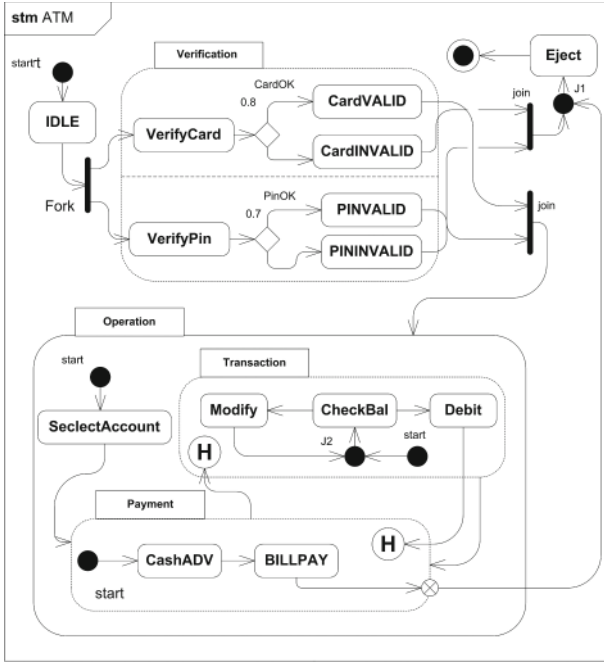 stm ATM
startt
IDLE
Fork
Verification
VerifyCard
CardOK
0.8
CardVALID
CardINVALID
VerifyPin
PinOK
0.7
PINVALID
PININVALID
join
join
Eject
J1
Operation
start
SeclectAccount
Transaction
Modify
CheckBal
Debit
J2
start
H
Payment
H
CashADV
BILLPAY
start